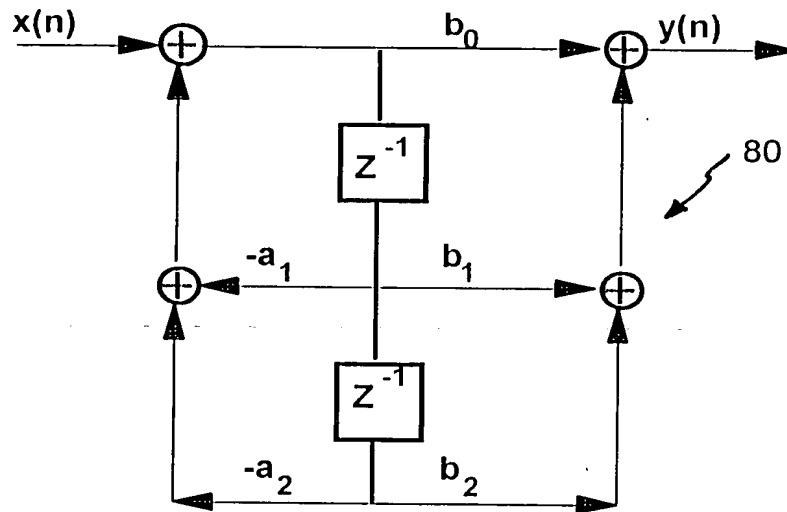 x(n) b₀ y(n)
Z⁻¹
80
-a₁ b₁
Z⁻¹
-a₂ b₂